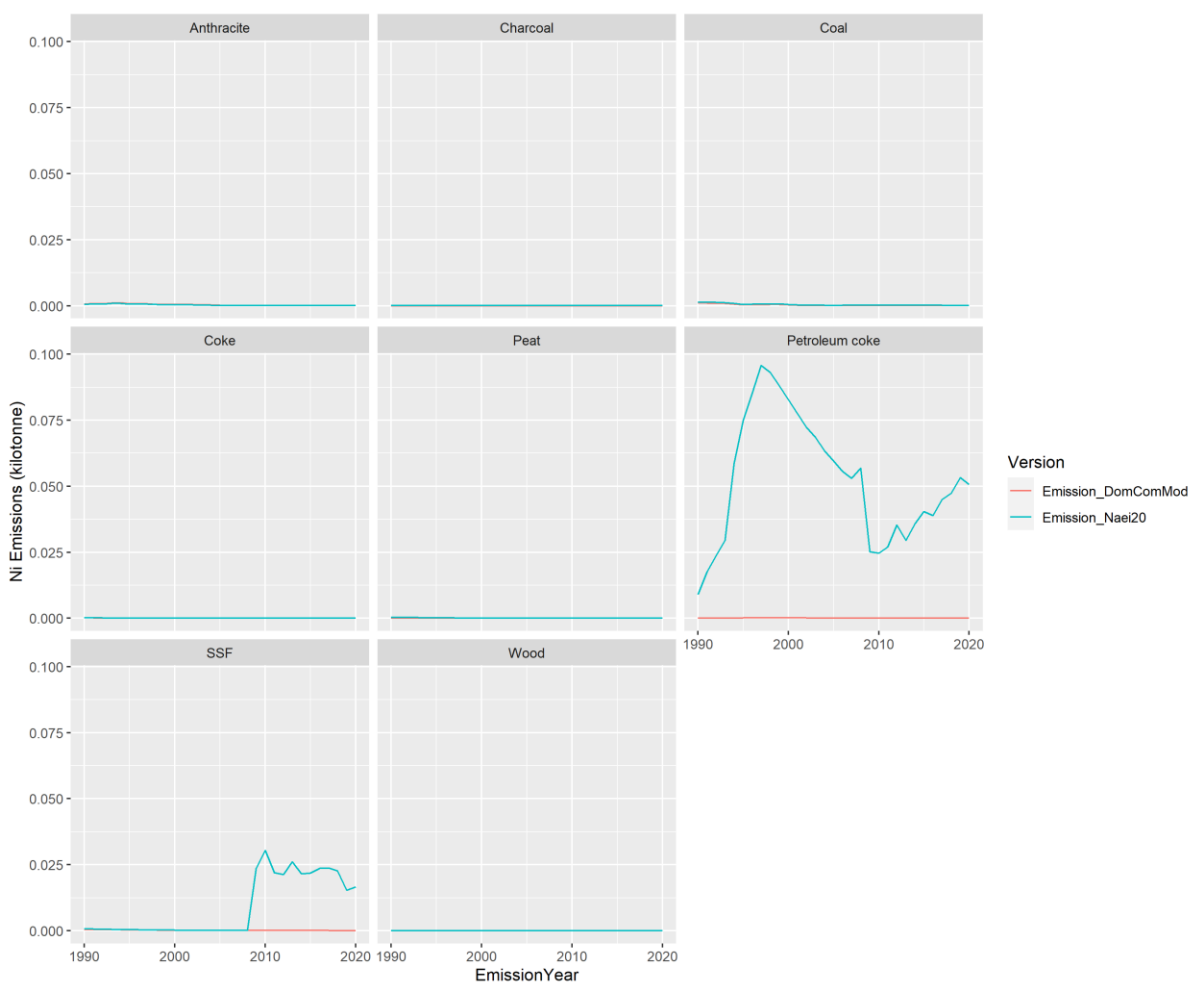 Anthracite Charcoal Coal
0.100
0.075
0.050
0.025
0.000
Coke Peat Petroleum coke
0.100
0.075
0.050
0.025
0.000
1990 2000 2010 2020
SSF Wood
0.100
0.075
0.050
0.025
0.000
1990 2000 2010 2020 1990 2000 2010 2020
EmissionYear
Ni Emissions (kilotonne)
Version
Emission_DomComMod
Emission_Naei20